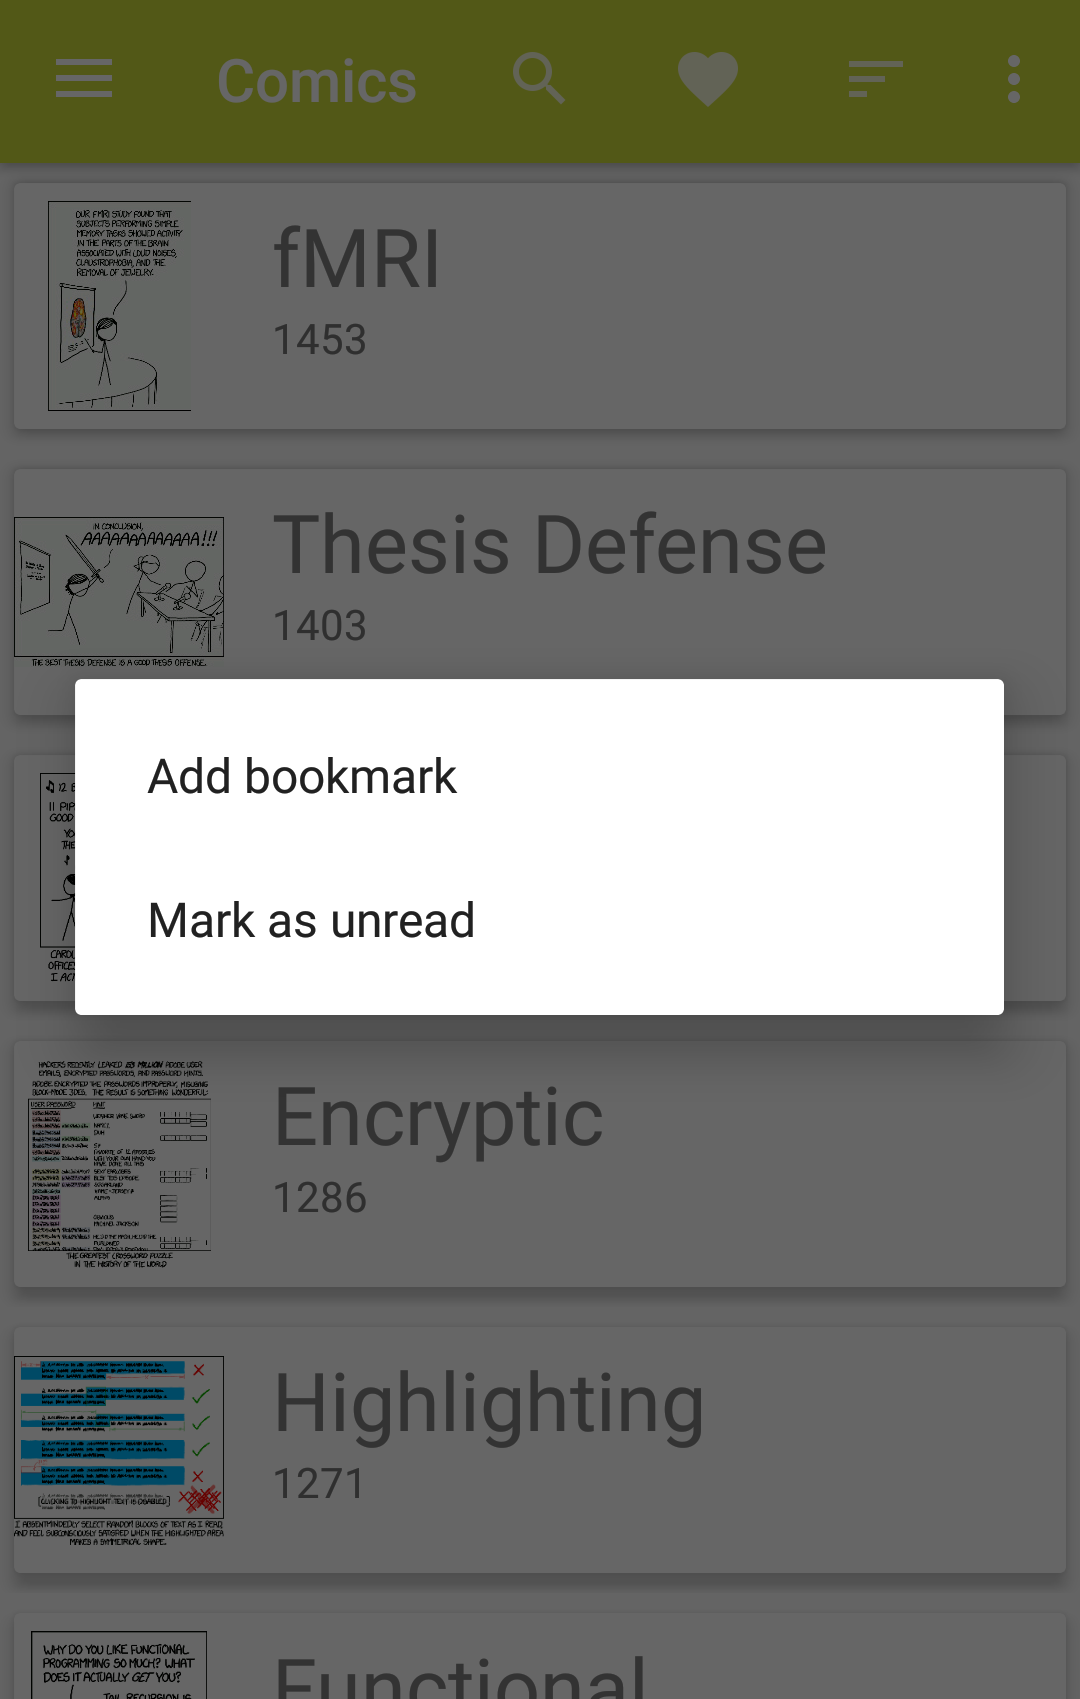 Comics
OUR FMRI STUDY FOUND THAT
SUBJECTS PERFORMING SIMPLE
MEMORY TASKS SHOWED ACTIVITY
IN THE PARTS OF THE BRAIN
ASSOCIATED WITH LOUD NOISES,
CLAUSTROPHOBIA, AND THE
REMOVAL OF JEWELRY.
fMRI
1453
IN CONCLUSION,
AAAAAAAAAAAAA!!!
THE BEST THESIS DEFENSE IS A GOOD THESIS OFFENSE.
Thesis Defense
1403
Add bookmark
Mark as unread
HACKERS RECENTLY LEAKED 153 MILLION ADOBE USER
EMAILS, ENCRYPTED PASSWORDS, AND PASSWORD HINTS.
ADOBE ENCRYPTED THE PASSWORDS IMPROPERLY, MISUSING
BLOCK-MODE 3DES. THE RESULT IS SOMETHING WONDERFUL:
USER PASSWORD HINT
THE GREATEST CROSSWORD PUZZLE
IN THE HISTORY OF THE WORLD
Encryptic
1286
[CLICKING TO HIGHLIGHT TEXT IS DISABLED]
I ABSENTMINDEDLY SELECT RANDOM BLOCKS OF TEXT AS I READ,
AND FEEL SUBCONSCIOUSLY SATISFIED WHEN THE HIGHLIGHTED AREA
MAKES A SYMMETRICAL SHAPE.
Highlighting
1271
WHY DO YOU LIKE FUNCTIONAL
PROGRAMMING SO MUCH? WHAT
DOES IT ACTUALLY GET YOU?
TAIL RECURSION IS
Functional